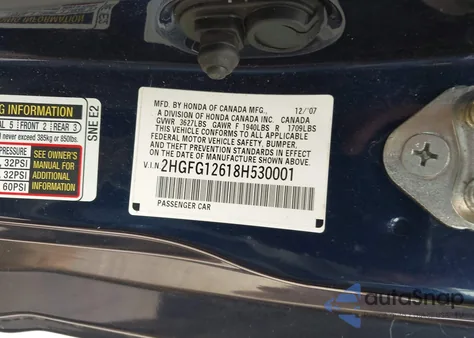 MFD. BY HONDA OF CANADA MFG. 12/'07
A DIVISION OF HONDA CANADA INC. CANADA
GVWR 3627LBS GAWR F 1940LBS R 1709LBS
THIS VEHICLE CONFORMS TO ALL APPLICABLE
FEDERAL MOTOR VEHICLE SAFETY, BUMPER,
AND THEFT PREVENTION STANDARDS IN EFFECT
ON THE DATE OF MANUFACTURE SHOWN ABOVE.
V.I.N 2HGFG12618H530001
PASSENGER CAR
SNE E2
G INFORMATION
AL 5 FRONT 2 REAR 3
never exceed 385kg or 850lbs.
PRESSURE
, 32PSI
, 32PSI
60PSI
SEE OWNER'S
MANUAL FOR
ADDITIONAL
INFORMATION
autoSnap